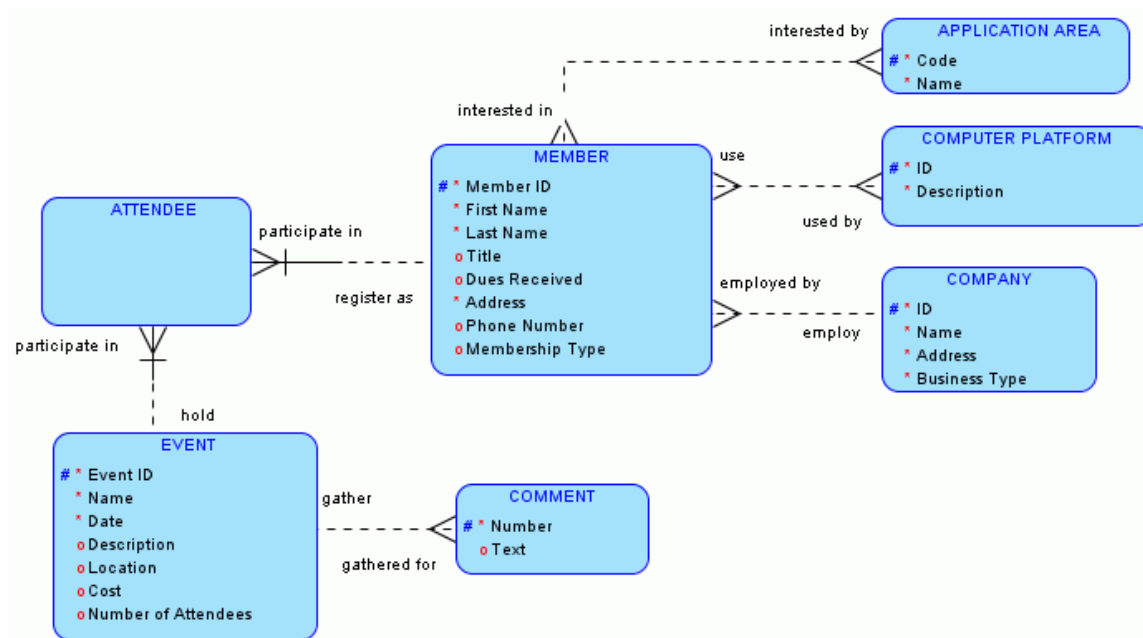 interested by
APPLICATION AREA
# * Code
* Name
interested in
MEMBER
# * Member ID
* First Name
* Last Name
o Title
o Dues Received
* Address
o Phone Number
o Membership Type
use
used by
COMPUTER PLATFORM
# * ID
* Description
employed by
employ
COMPANY
# * ID
* Name
* Address
* Business Type
ATTENDEE
participate in
register as
participate in
hold
EVENT
# * Event ID
* Name
* Date
o Description
o Location
o Cost
o Number of Attendees
gather
gathered for
COMMENT
# * Number
o Text